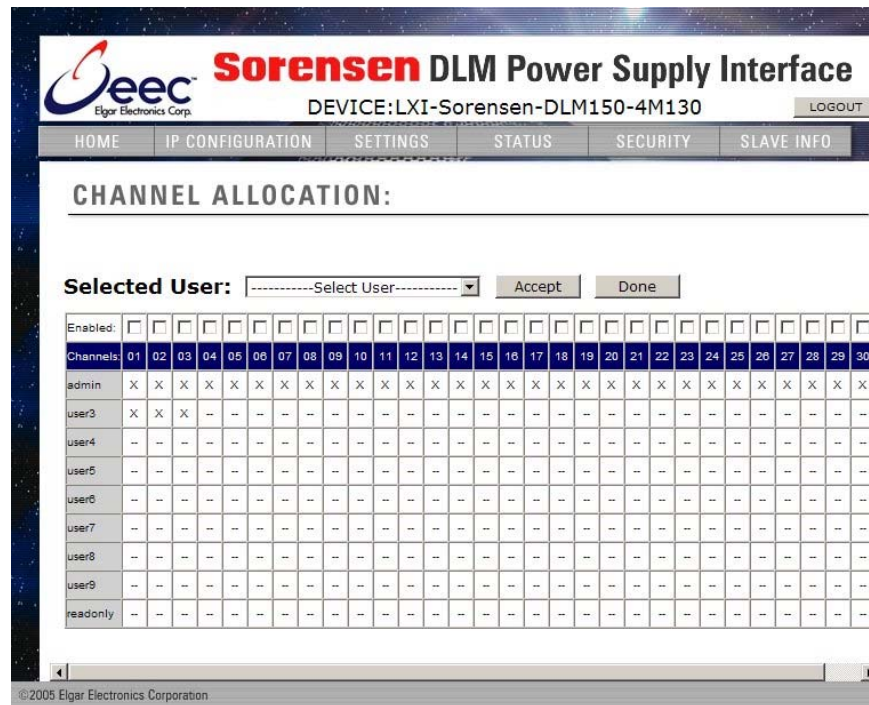 eec
Elgar Electronics Corp.
Sorensen DLM Power Supply Interface
DEVICE:LXI-Sorensen-DLM150-4M130
LOGOUT
HOME IP CONFIGURATION SETTINGS STATUS SECURITY SLAVE INFO
CHANNEL ALLOCATION:
Selected User: -----------Select User----------- Accept Done
Enabled:
Channels: 01 02 03 04 05 06 07 08 09 10 11 12 13 14 15 16 17 18 19 20 21 22 23 24 25 26 27 28 29 30
admin X X X X X X X X X X X X X X X X X X X X X X X X X X X X X X
user3 X X X -- -- -- -- -- -- -- -- -- -- -- -- -- -- -- -- -- -- -- -- -- -- -- -- -- -- --
user4 -- -- -- -- -- -- -- -- -- -- -- -- -- -- -- -- -- -- -- -- -- -- -- -- -- -- -- -- -- --
user5 -- -- -- -- -- -- -- -- -- -- -- -- -- -- -- -- -- -- -- -- -- -- -- -- -- -- -- -- -- --
user6 -- -- -- -- -- -- -- -- -- -- -- -- -- -- -- -- -- -- -- -- -- -- -- -- -- -- -- -- -- --
user7 -- -- -- -- -- -- -- -- -- -- -- -- -- -- -- -- -- -- -- -- -- -- -- -- -- -- -- -- -- --
user8 -- -- -- -- -- -- -- -- -- -- -- -- -- -- -- -- -- -- -- -- -- -- -- -- -- -- -- -- -- --
user9 -- -- -- -- -- -- -- -- -- -- -- -- -- -- -- -- -- -- -- -- -- -- -- -- -- -- -- -- -- --
readonly -- -- -- -- -- -- -- -- -- -- -- -- -- -- -- -- -- -- -- -- -- -- -- -- -- -- -- -- -- --
©2005 Elgar Electronics Corporation